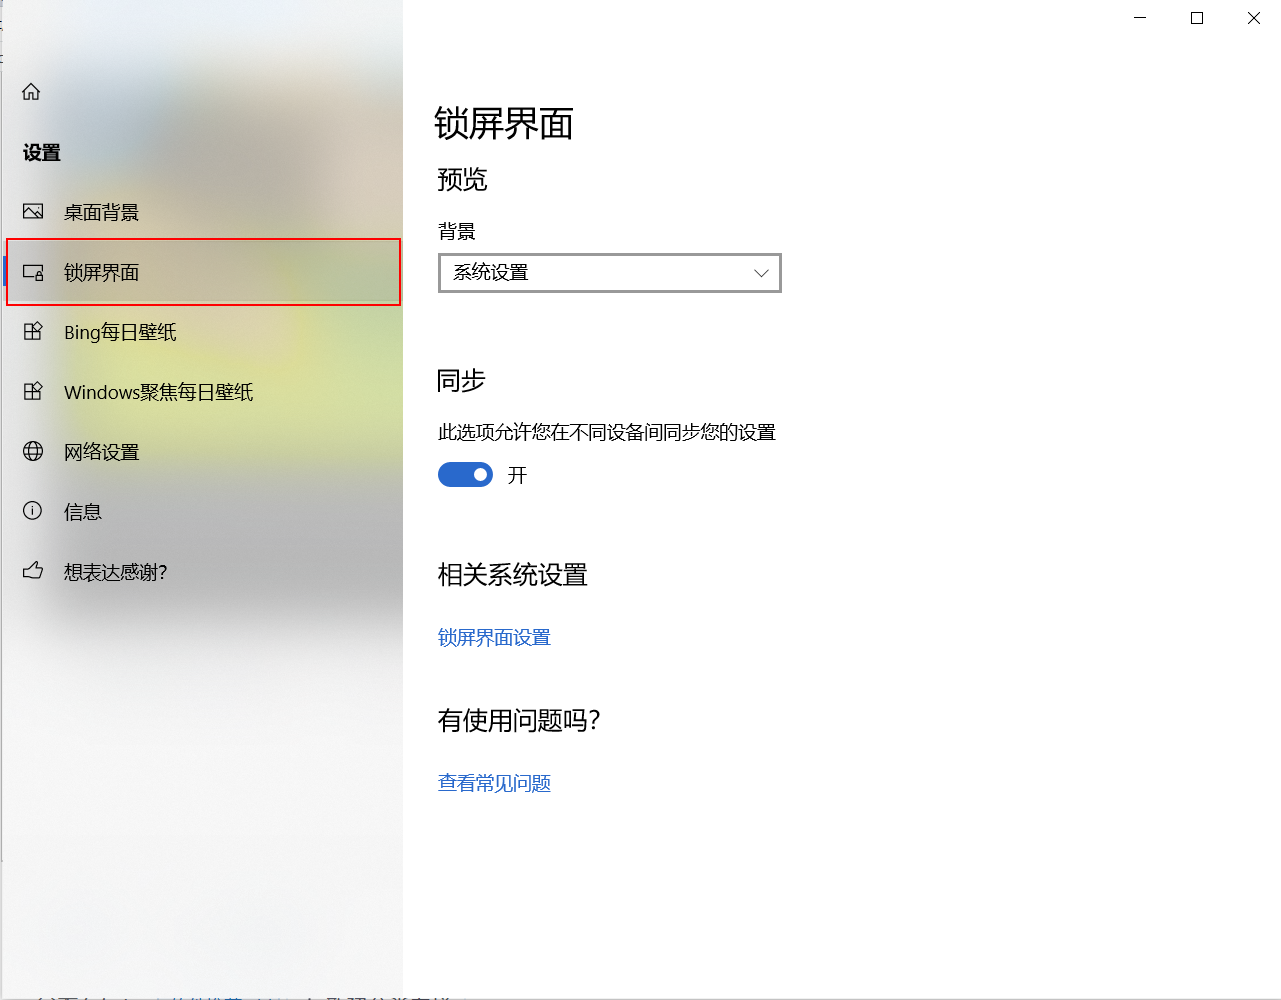 设置
桌面背景
锁屏界面
Bing每日壁纸
Windows聚焦每日壁纸
网络设置
信息
想表达感谢?
锁屏界面
预览
背景
系统设置
同步
此选项允许您在不同设备间同步您的设置
开
相关系统设置
锁屏界面设置
有使用问题吗?
查看常见问题